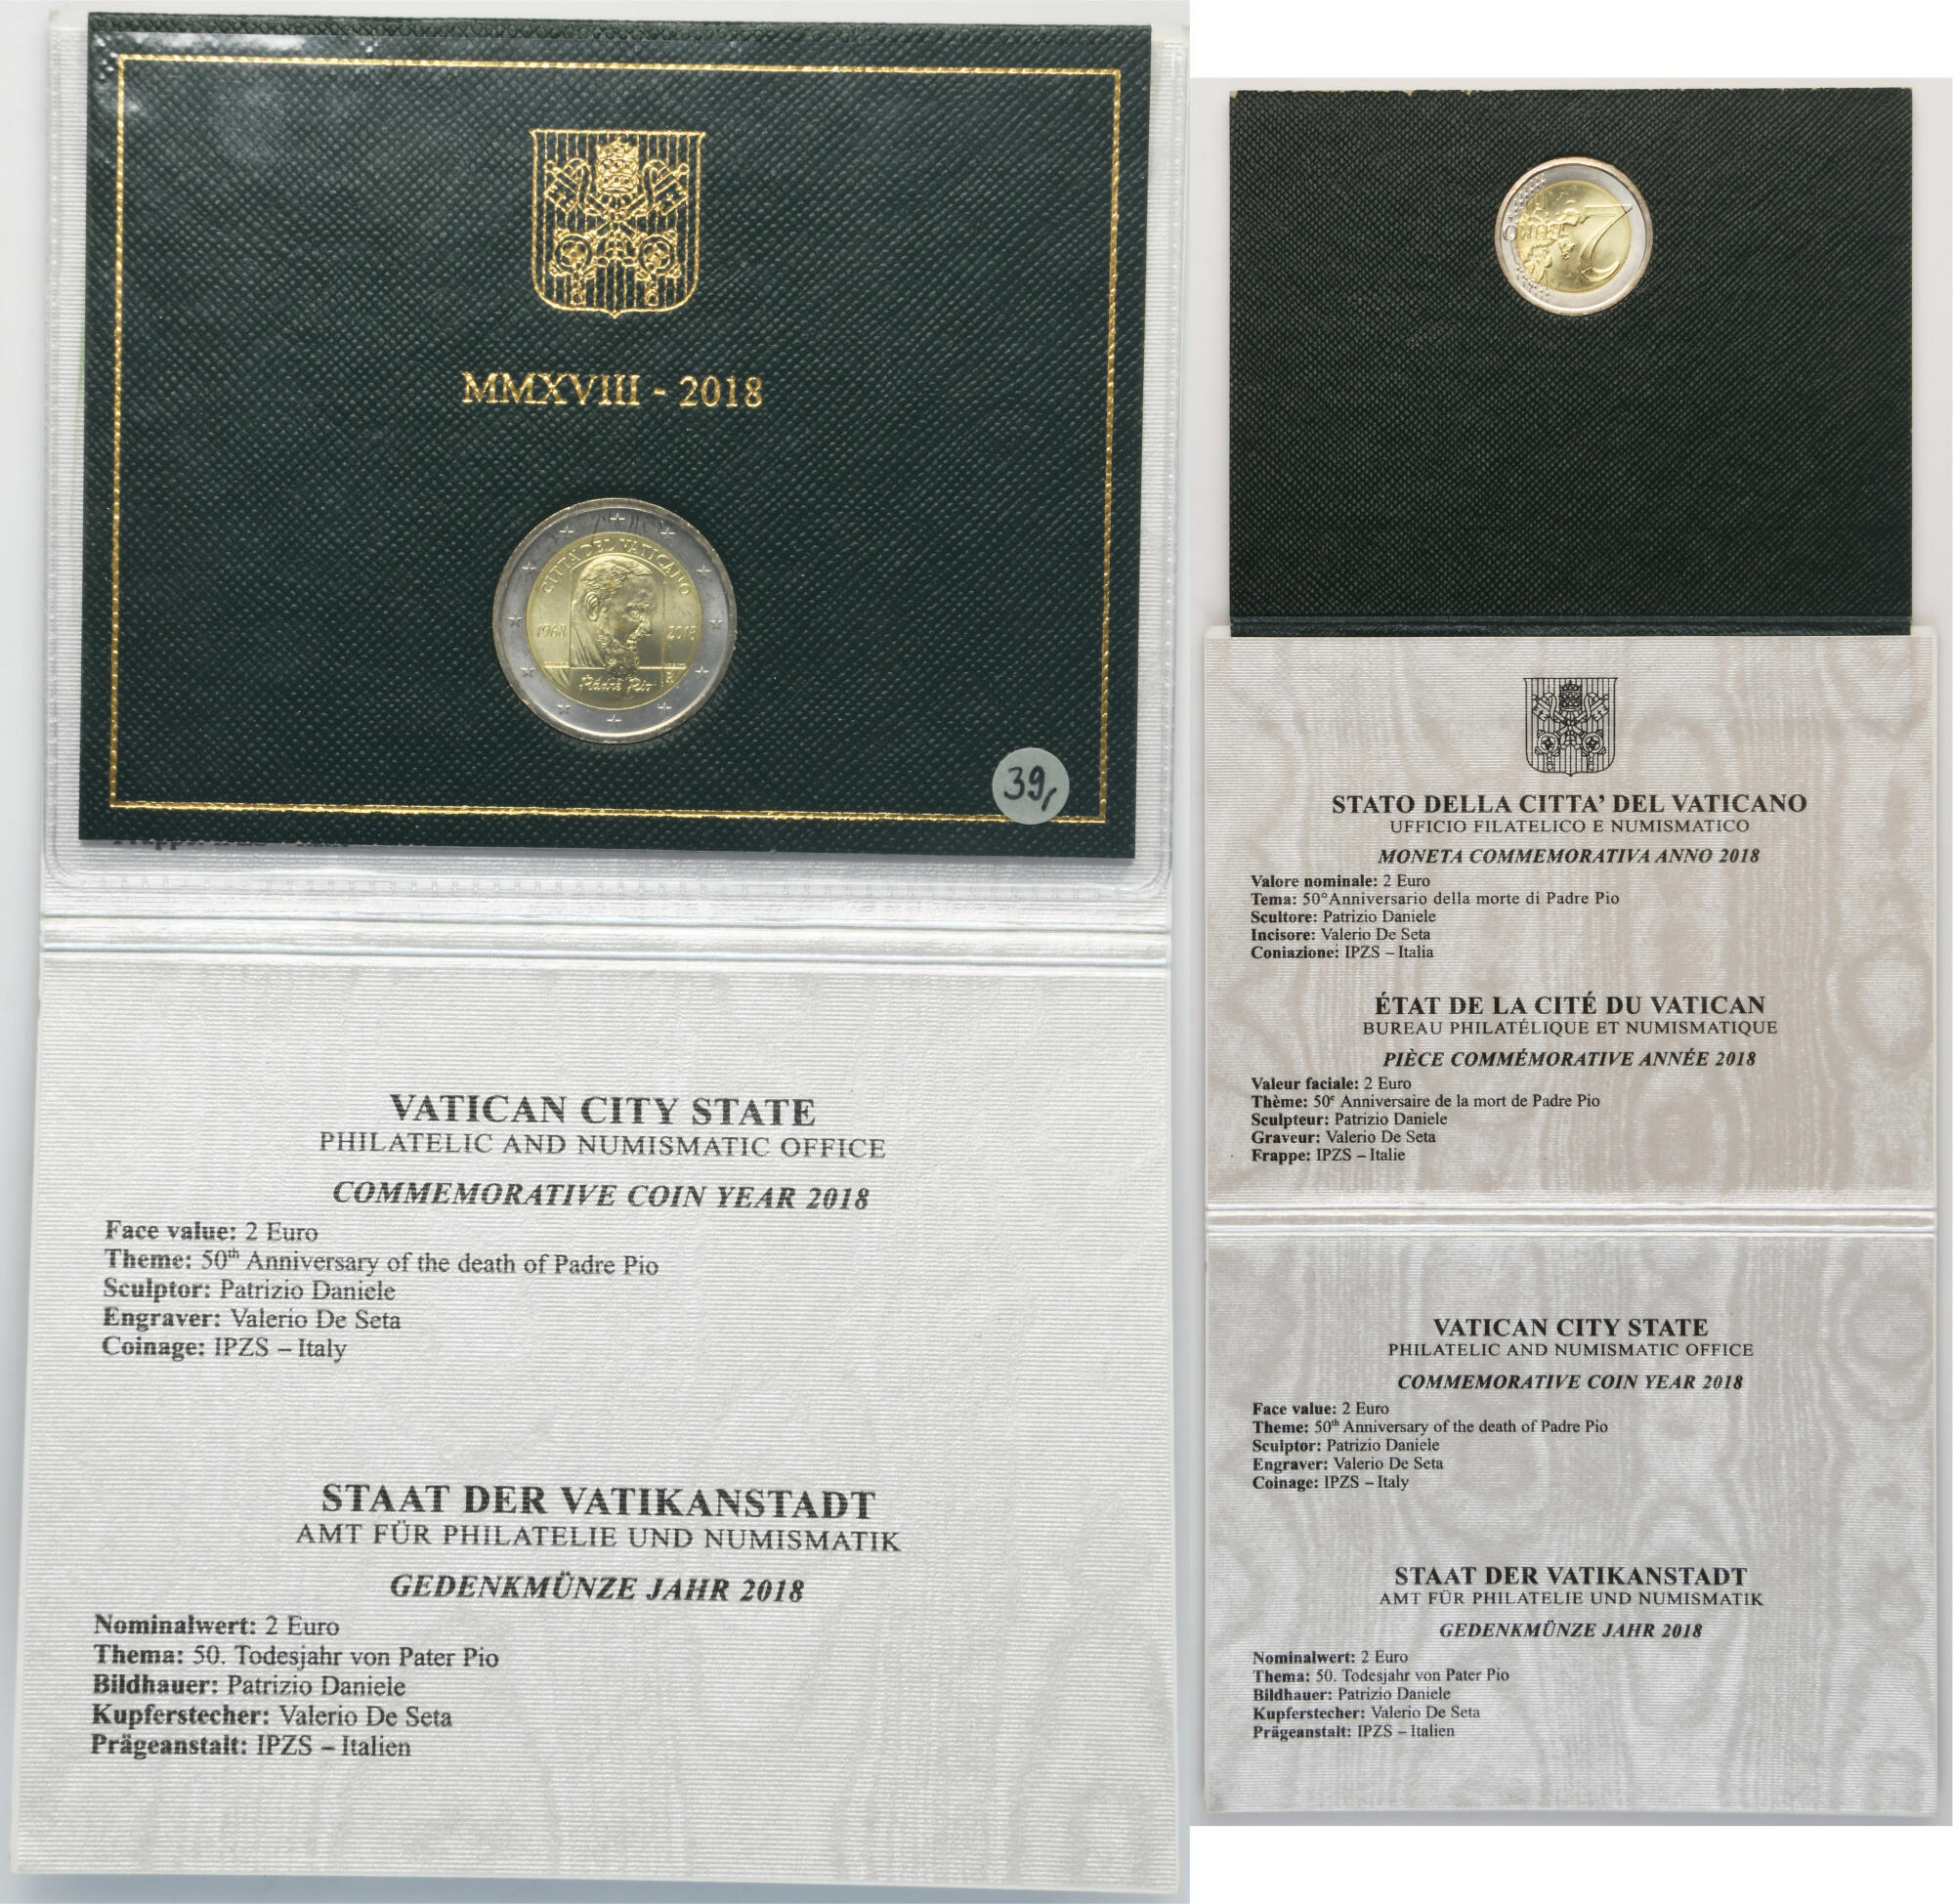 MMXVIII - 2018
CITTÀ DEL VATICANO
1968 2018
Padre Pio
R
39,
VATICAN CITY STATE
PHILATELIC AND NUMISMATIC OFFICE
COMMEMORATIVE COIN YEAR 2018
Face value: 2 Euro
Theme: 50th Anniversary of the death of Padre Pio
Sculptor: Patrizio Daniele
Engraver: Valerio De Seta
Coinage: IPZS – Italy
STAAT DER VATIKANSTADT
AMT FÜR PHILATELIE UND NUMISMATIK
GEDENKMÜNZE JAHR 2018
Nominalwert: 2 Euro
Thema: 50. Todesjahr von Pater Pio
Bildhauer: Patrizio Daniele
Kupferstecher: Valerio De Seta
Prägeanstalt: IPZS – Italien
2 EURO
STATO DELLA CITTA' DEL VATICANO
UFFICIO FILATELICO E NUMISMATICO
MONETA COMMEMORATIVA ANNO 2018
Valore nominale: 2 Euro
Tema: 50°Anniversario della morte di Padre Pio
Scultore: Patrizio Daniele
Incisore: Valerio De Seta
Coniazione: IPZS – Italia
ÉTAT DE LA CITÉ DU VATICAN
BUREAU PHILATÉLIQUE ET NUMISMATIQUE
PIÈCE COMMÉMORATIVE ANNÉE 2018
Valeur faciale: 2 Euro
Thème: 50e Anniversaire de la mort de Padre Pio
Sculpteur: Patrizio Daniele
Graveur: Valerio De Seta
Frappe: IPZS – Italie
VATICAN CITY STATE
PHILATELIC AND NUMISMATIC OFFICE
COMMEMORATIVE COIN YEAR 2018
Face value: 2 Euro
Theme: 50th Anniversary of the death of Padre Pio
Sculptor: Patrizio Daniele
Engraver: Valerio De Seta
Coinage: IPZS – Italy
STAAT DER VATIKANSTADT
AMT FÜR PHILATELIE UND NUMISMATIK
GEDENKMÜNZE JAHR 2018
Nominalwert: 2 Euro
Thema: 50. Todesjahr von Pater Pio
Bildhauer: Patrizio Daniele
Kupferstecher: Valerio De Seta
Prägeanstalt: IPZS – Italien